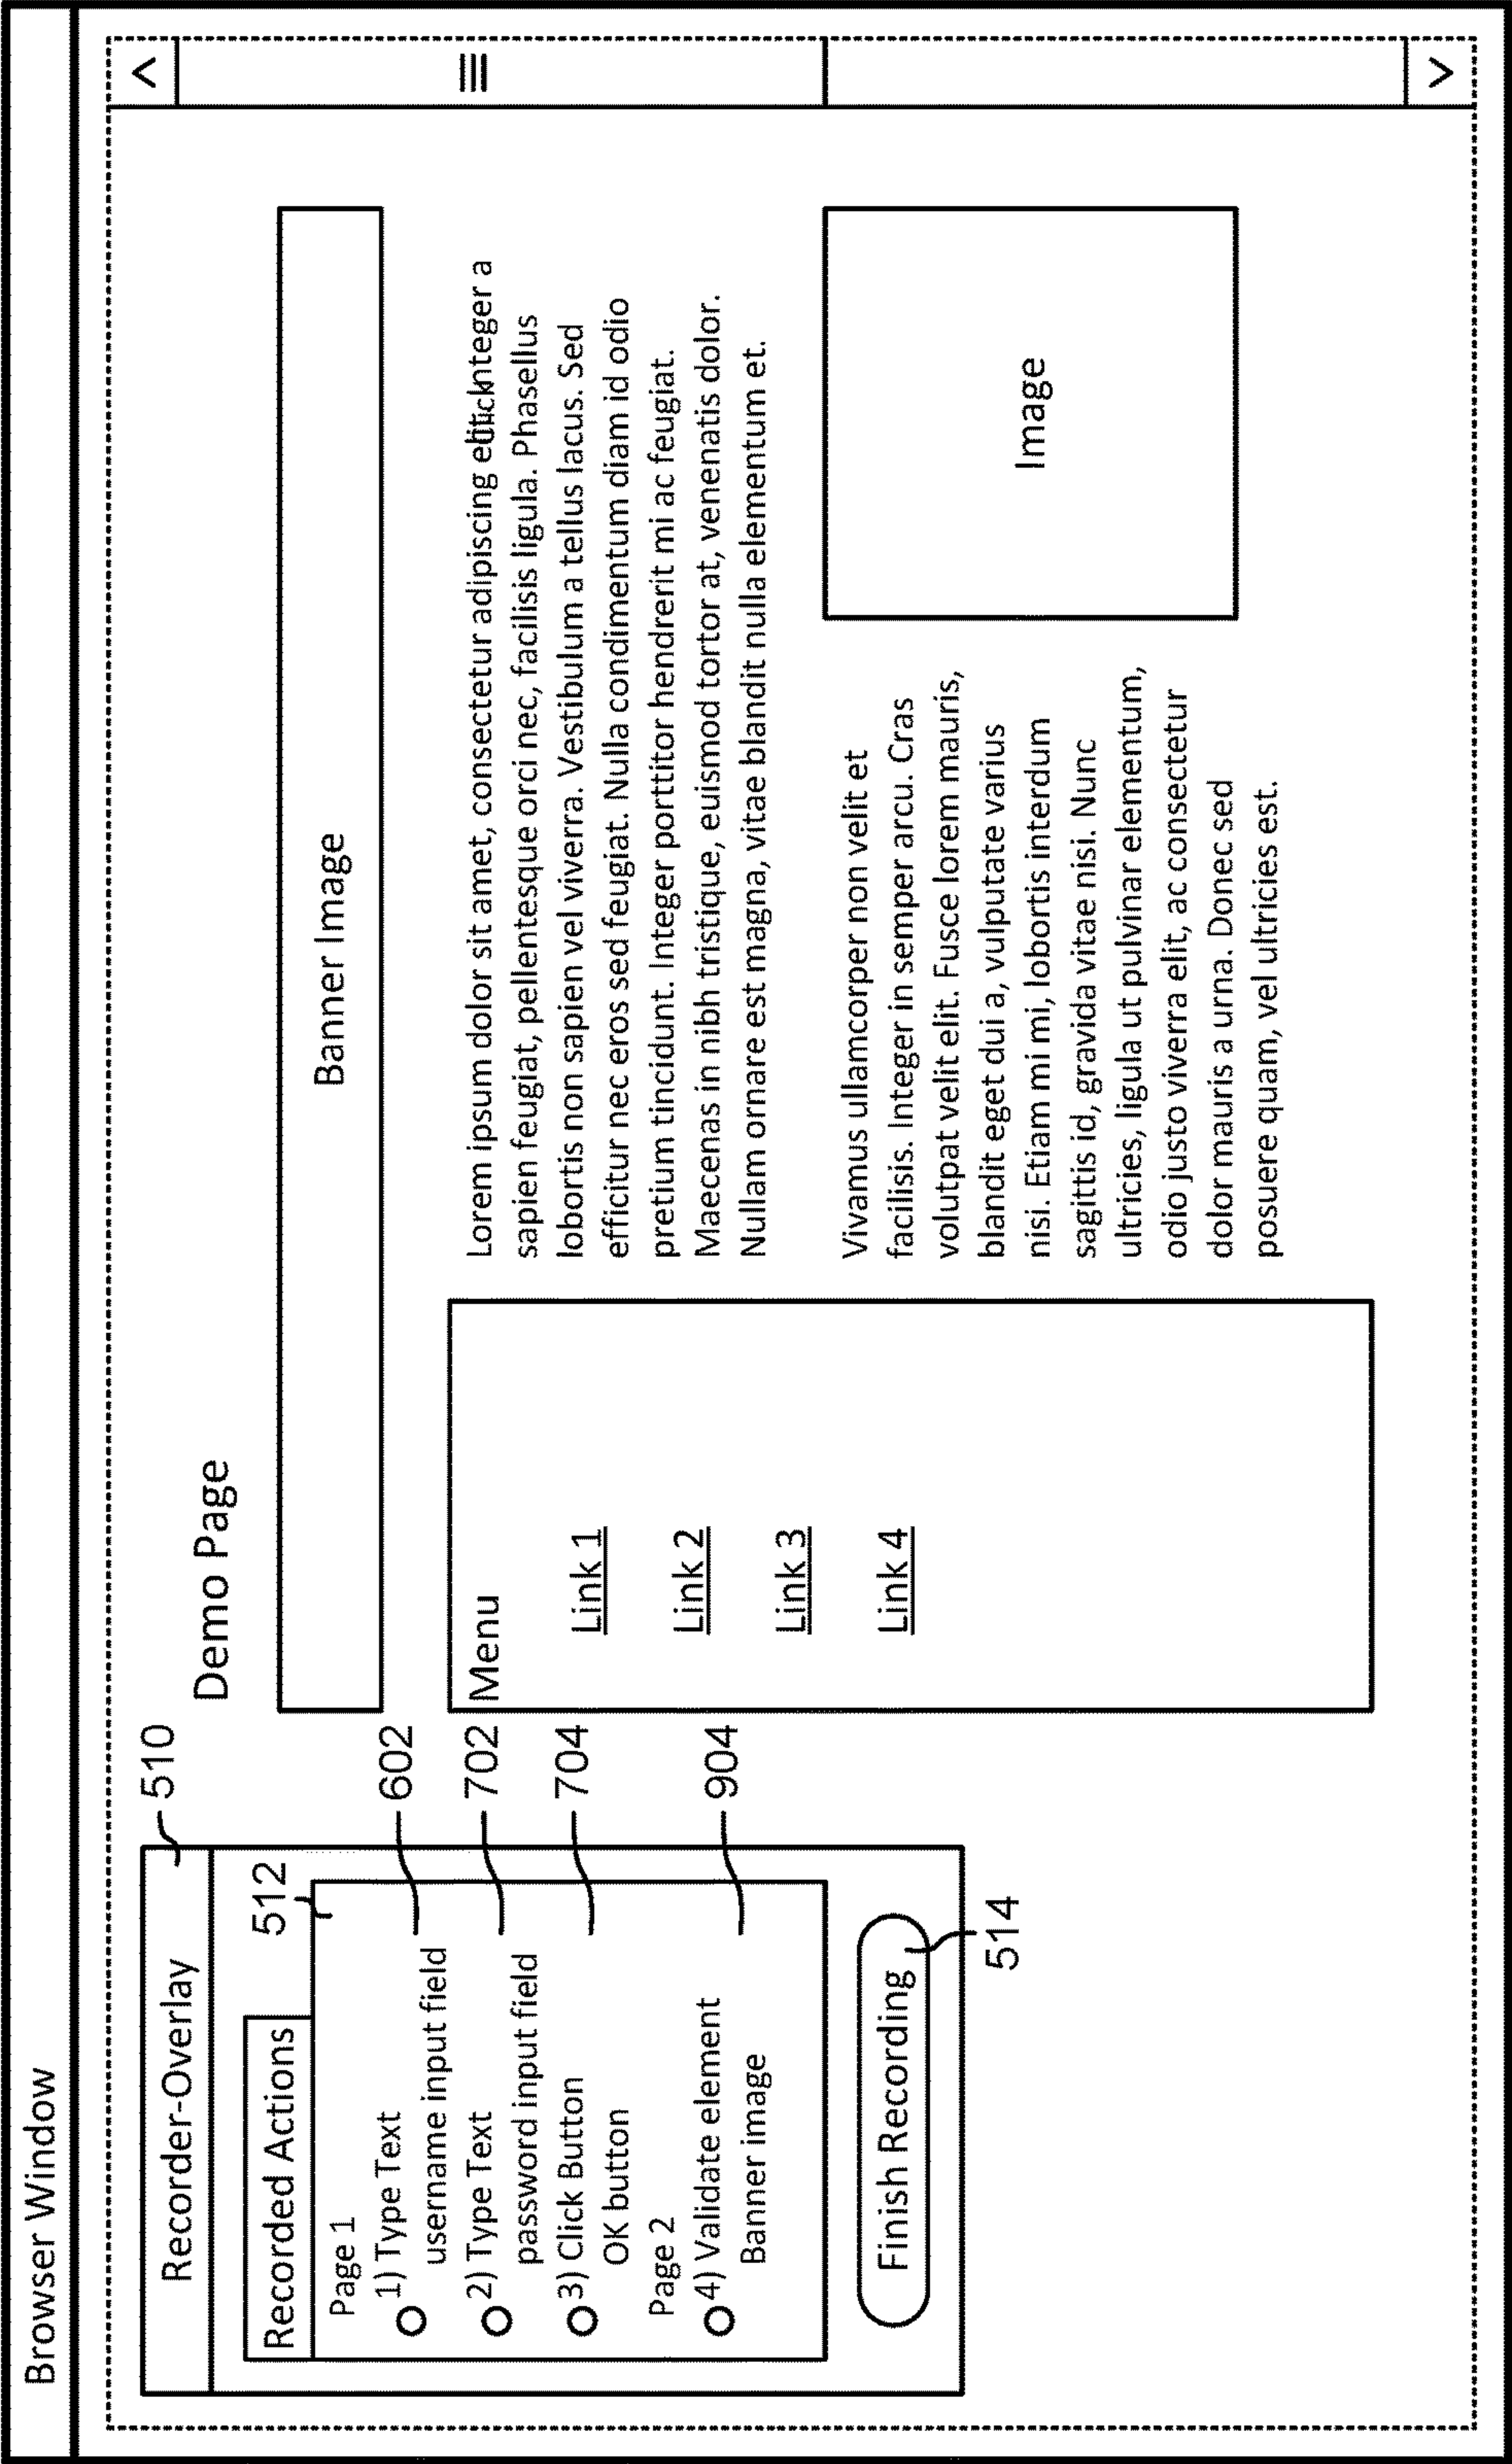 Browser Window
Recorder-Overlay
510
Recorded Actions
512
Page 1
1) Type Text
username input field
602
2) Type Text
password input field
702
3) Click Button
OK button
704
Page 2
4) Validate element
Banner image
904
Finish Recording
514
Demo Page
Banner Image
Menu
Link 1
Link 2
Link 3
Link 4
Lorem ipsum dolor sit amet, consectetur adipiscing a
sapien feugiat, pellentesque orci nec, facilisis ligula. Phasellus
lobortis non sapien vel viverra. Vestibulum a tellus lacus. Sed
efficitur nec eros sed feugiat. Nulla condimentum diam id odio
pretium tincidunt. Integer porttitor hendrerit mi ac feugiat.
Maecenas in nibh tristique, euismod tortor at, venenatis dolor.
Nullam ornare est magna, vitae blandit nulla elementum et.
Vivamus ullamcorper non velit et
facilisis. Integer in semper arcu. Cras
volutpat velit elit. Fusce lorem mauris,
blandit eget dui a, vulputate varius
nisi. Etiam mi mi, lobortis interdum
sagittis id, gravida vitae nisi. Nunc
ultricies, ligula ut pulvinar elementum,
odio justo viverra elit, ac consectetur
dolor mauris a urna. Donec sed
posuere quam, vel ultricies est.
Image